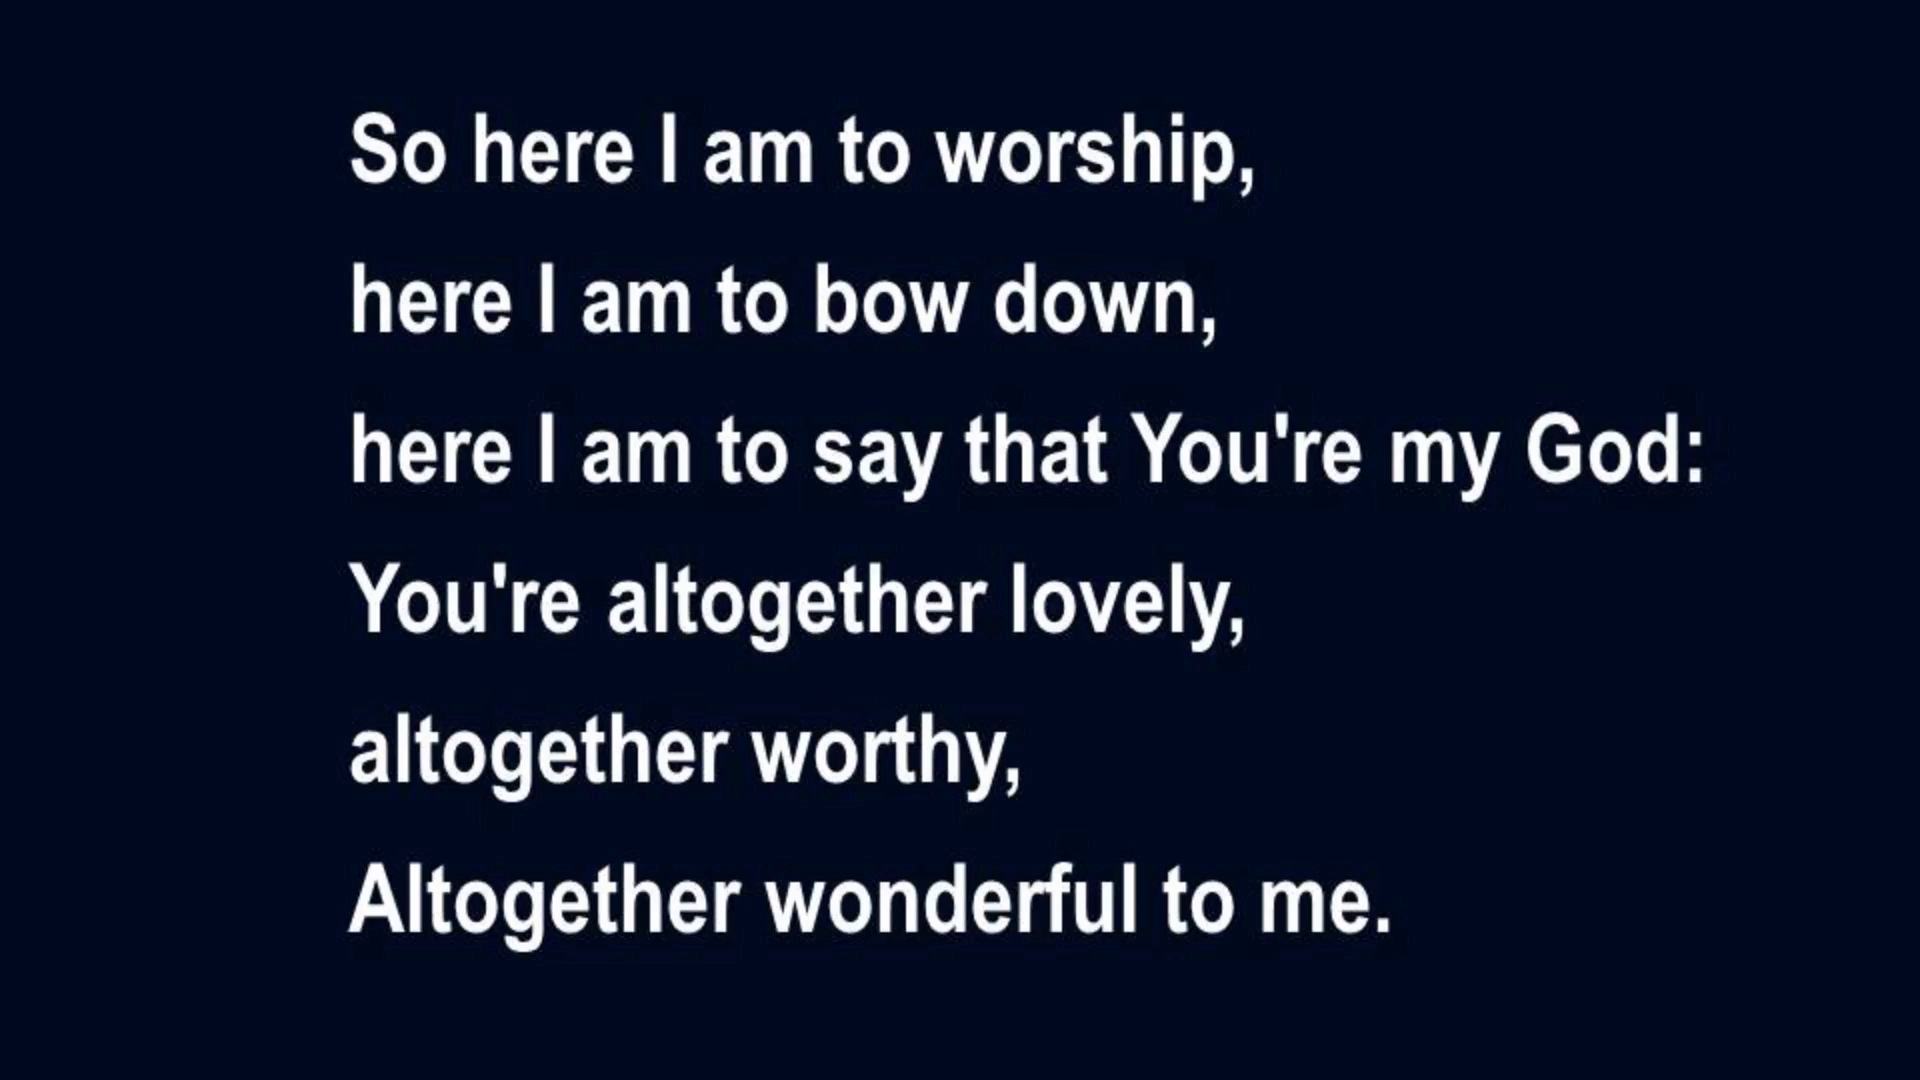 So here I am to worship,
here I am to bow down,
here I am to say that You're my God:
You're altogether lovely,
altogether worthy,
Altogether wonderful to me.